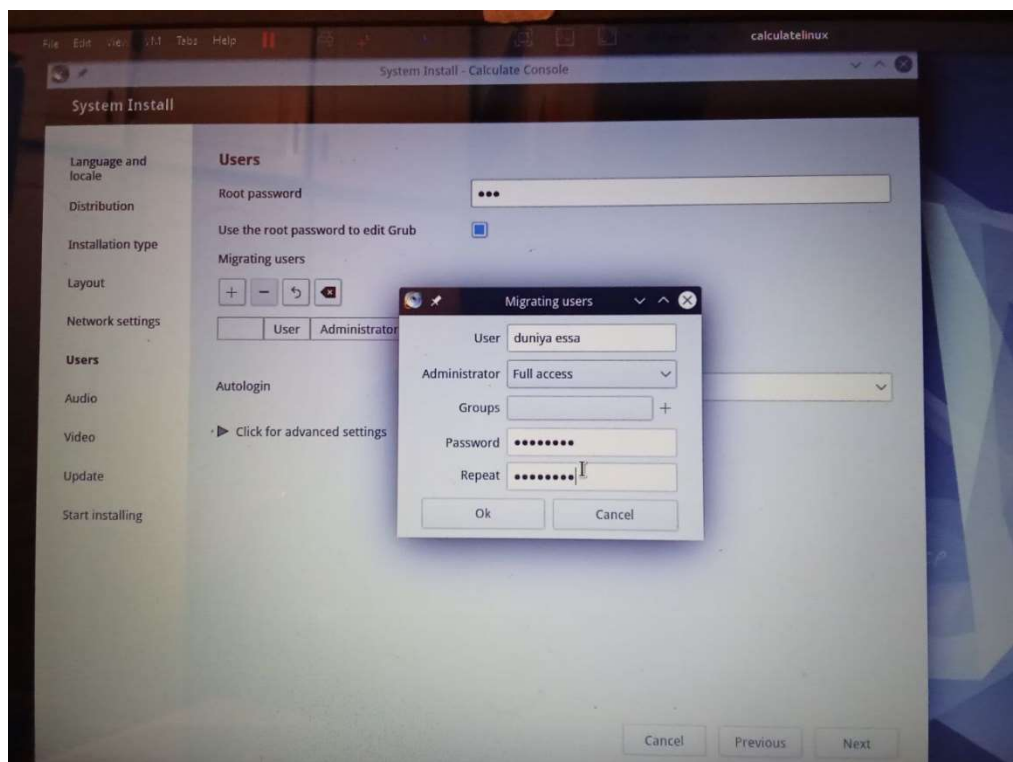 File Edit View VM Tabs Help
calculatelinux
System Install - Calculate Console
System Install
Language and
locale
Distribution
Installation type
Layout
Network settings
Users
Audio
Video
Update
Start installing
Users
Root password
Use the root password to edit Grub
Migrating users
User Administrator
Autologin
Click for advanced settings
Migrating users
User duniya essa
Administrator Full access
Groups
Password
Repeat
Ok Cancel
Cancel Previous Next